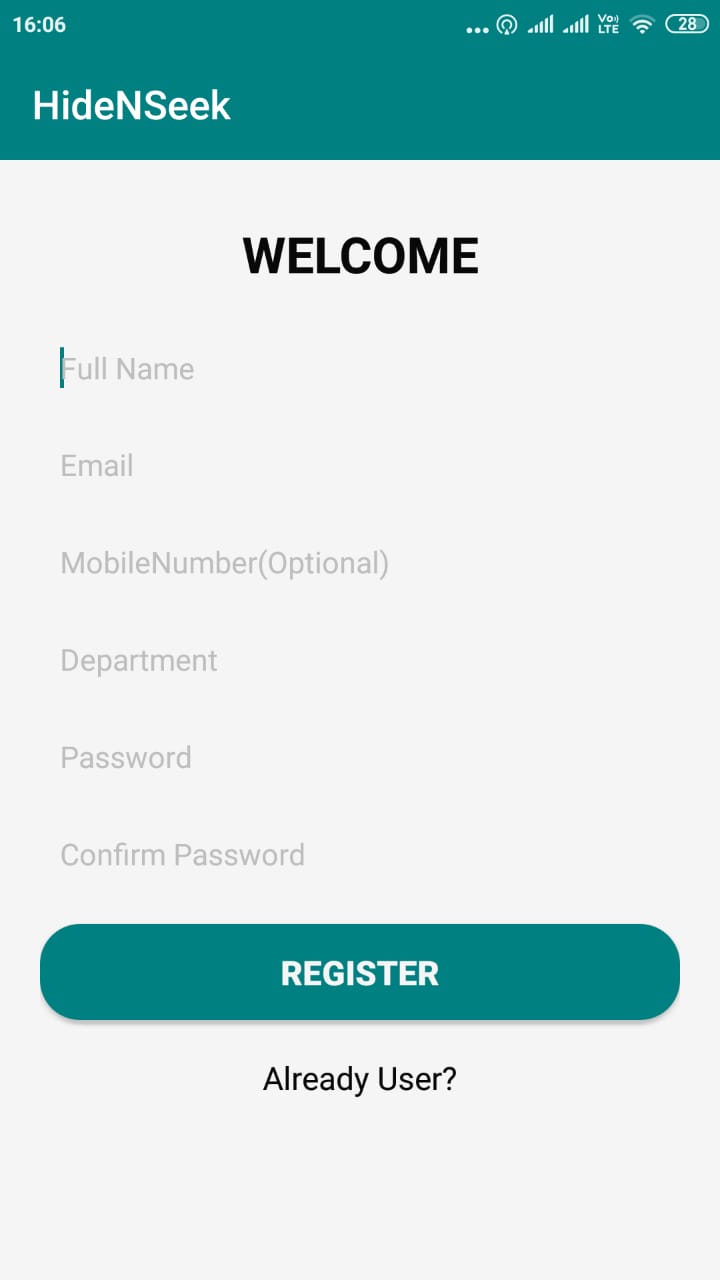 16:06
Vo)) LTE
28
HideNSeek
WELCOME
Full Name
Email
MobileNumber(Optional)
Department
Password
Confirm Password
REGISTER
Already User?